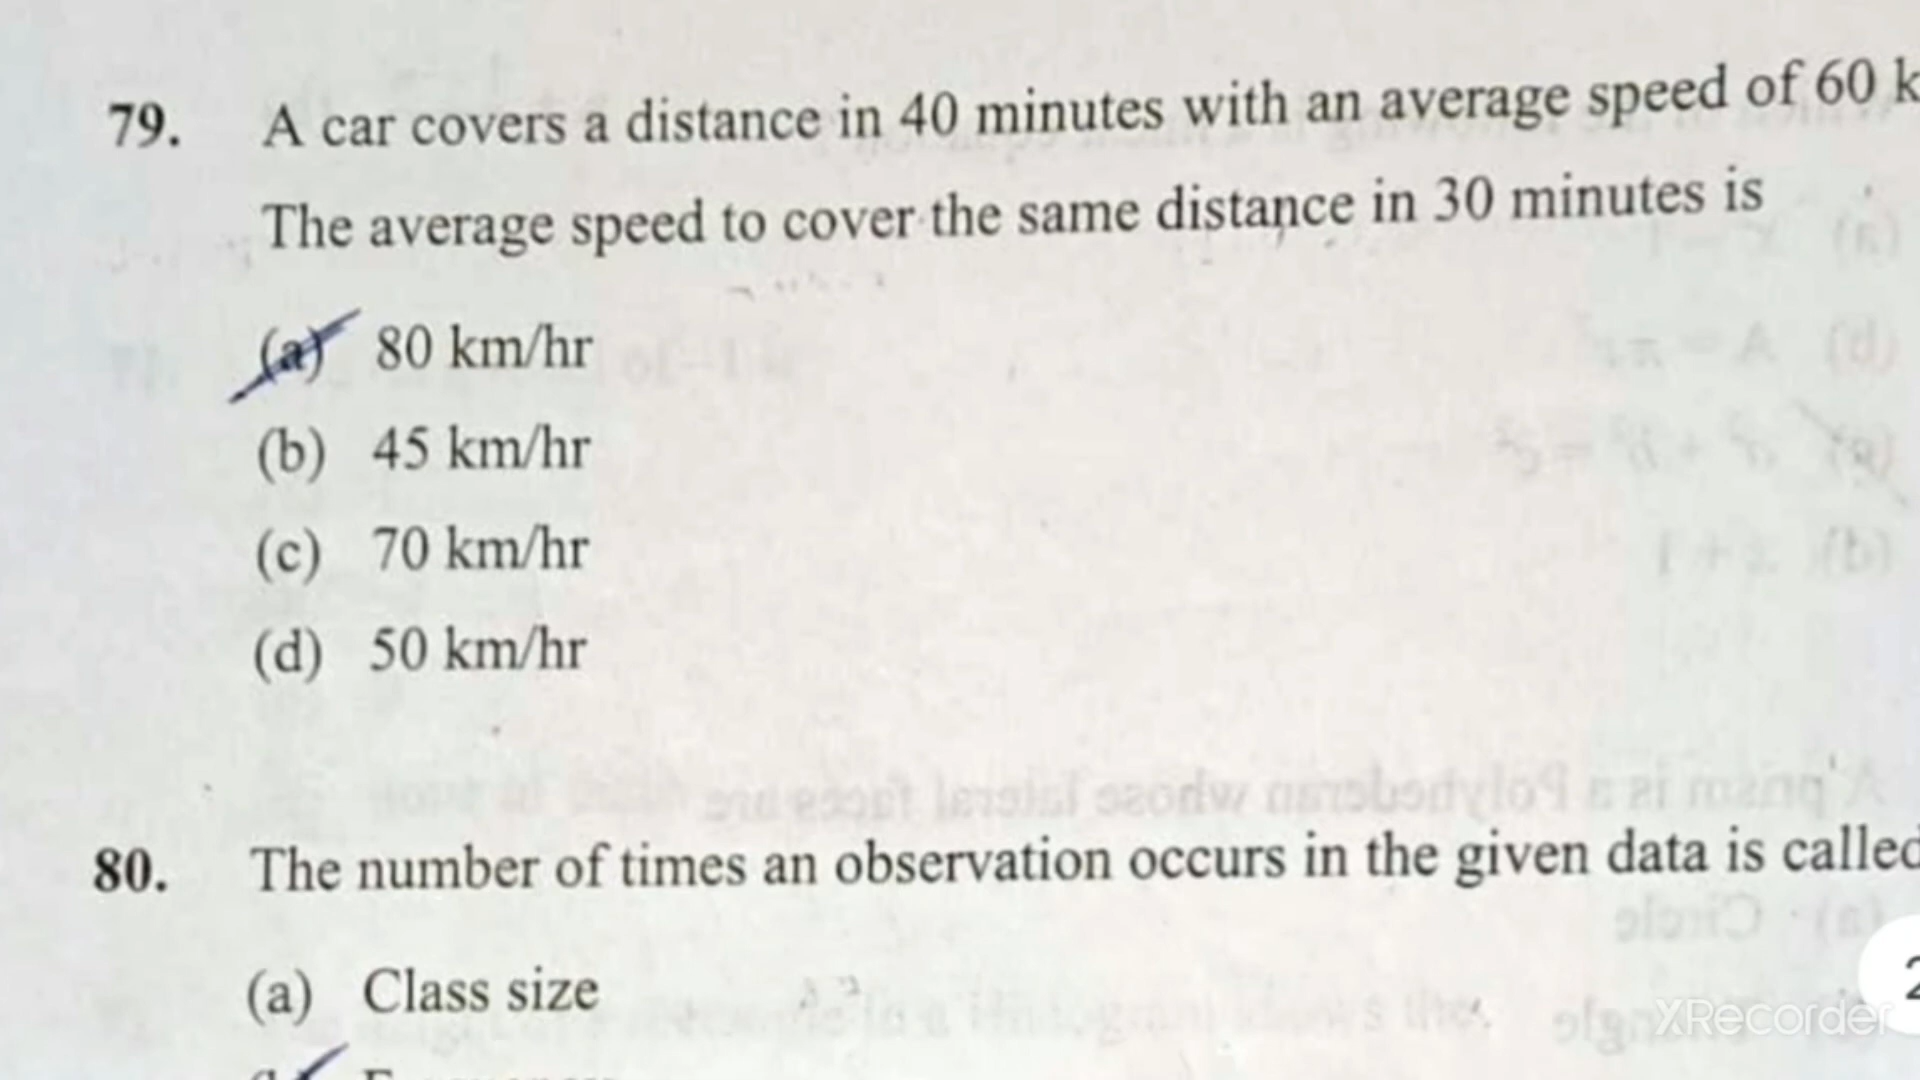 79. A car covers a distance in 40 minutes with an average speed of 60 k
The average speed to cover the same distance in 30 minutes is
(a) 80 km/hr
(b) 45 km/hr
(c) 70 km/hr
(d) 50 km/hr
80. The number of times an observation occurs in the given data is called
(a) Class size
2
XRecorder